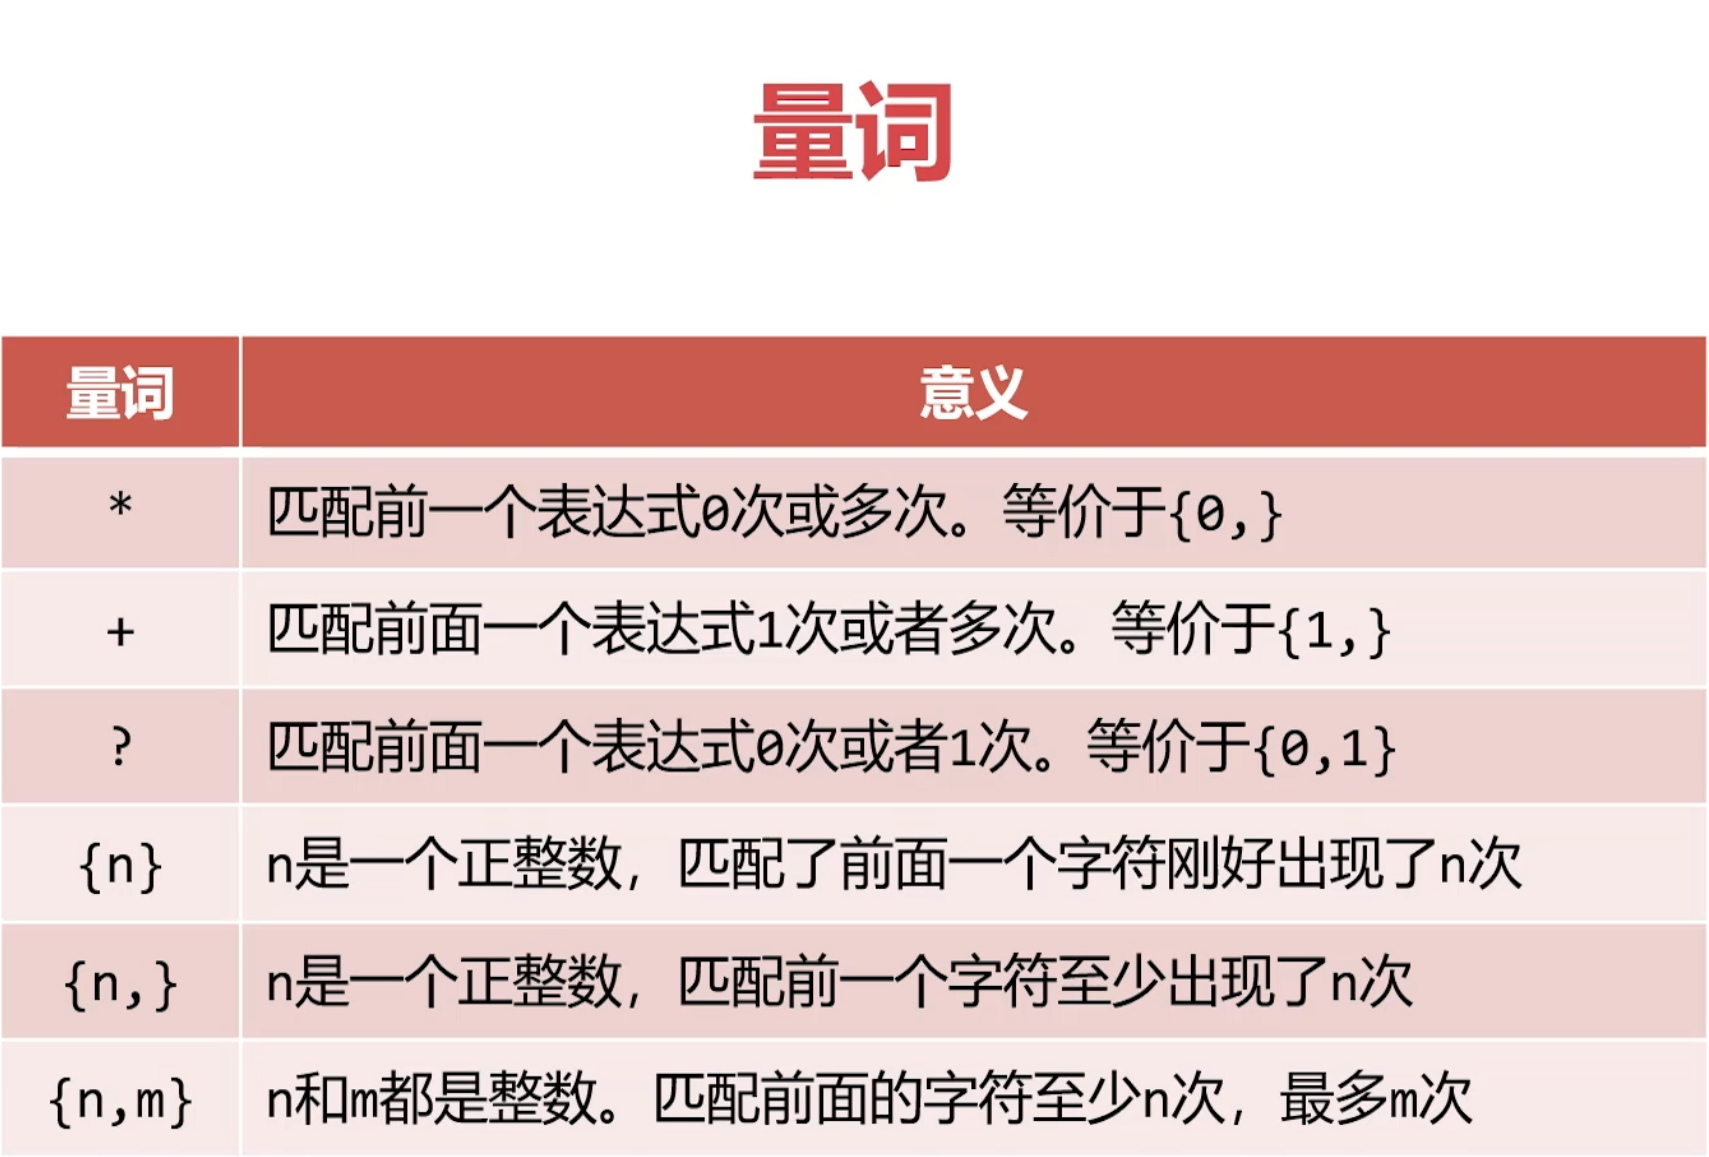 量词
量词 意义
* 匹配前一个表达式0次或多次。等价于{0,}
+ 匹配前面一个表达式1次或者多次。等价于{1,}
? 匹配前面一个表达式0次或者1次。等价于{0,1}
{n} n是一个正整数，匹配了前面一个字符刚好出现了n次
{n,} n是一个正整数，匹配前一个字符至少出现了n次
{n,m} n和m都是整数。匹配前面的字符至少n次，最多m次